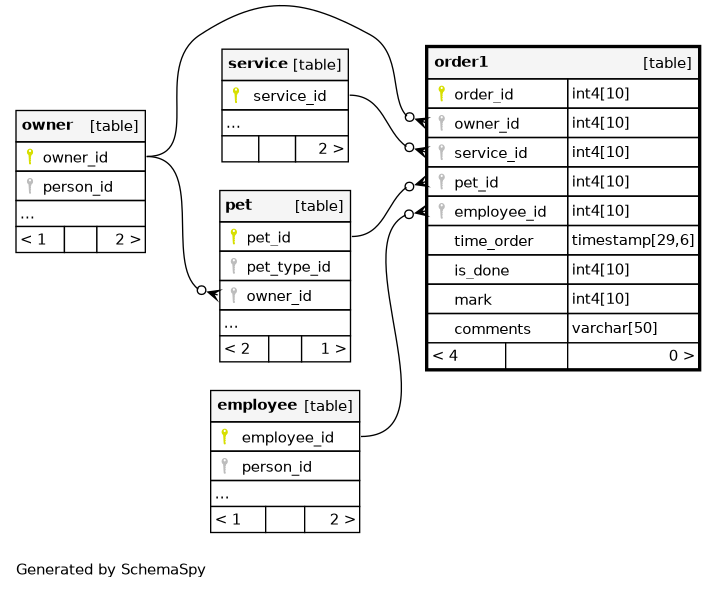 owner [table]
owner_id
person_id
...
< 1 2 >
service [table]
service_id
...
2 >
pet [table]
pet_id
pet_type_id
owner_id
...
< 2 1 >
employee [table]
employee_id
person_id
...
< 1 2 >
order1 [table]
order_id int4[10]
owner_id int4[10]
service_id int4[10]
pet_id int4[10]
employee_id int4[10]
time_order timestamp[29,6]
is_done int4[10]
mark int4[10]
comments varchar[50]
< 4 0 >
Generated by SchemaSpy